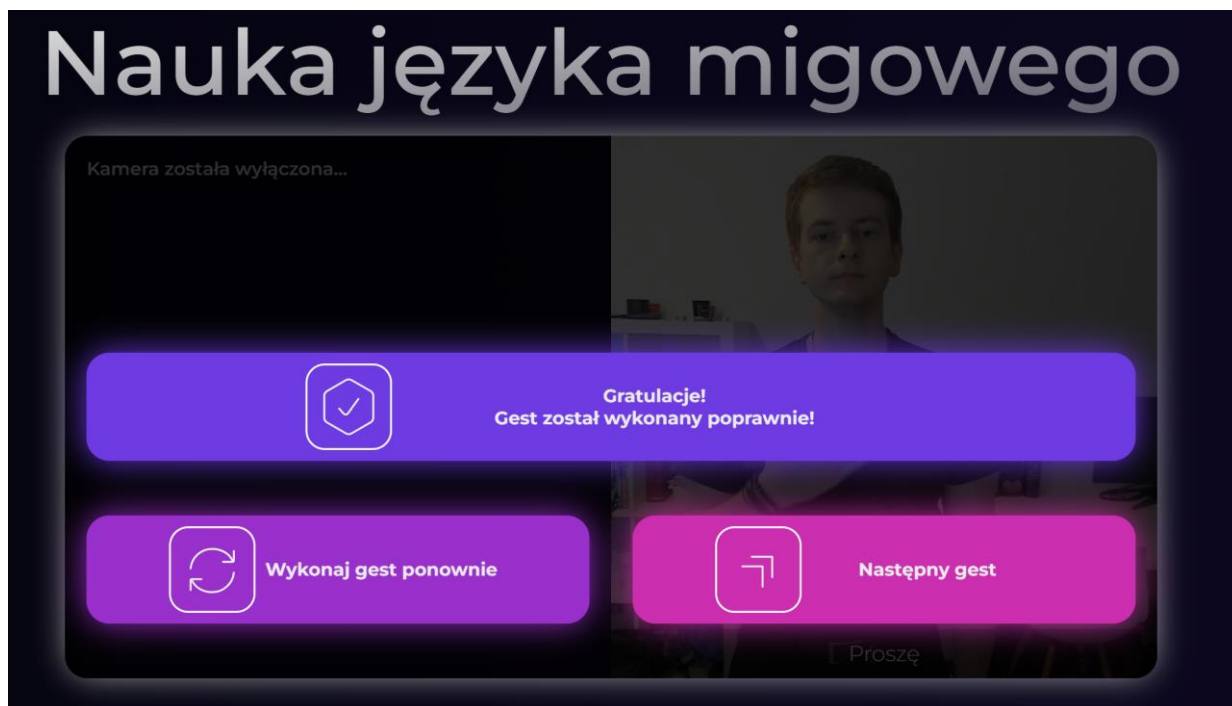 Nauka języka migowego
Kamera została wyłączona...
Gratulacje!
Gest został wykonany poprawnie!
Wykonaj gest ponownie
Następny gest
Proszę